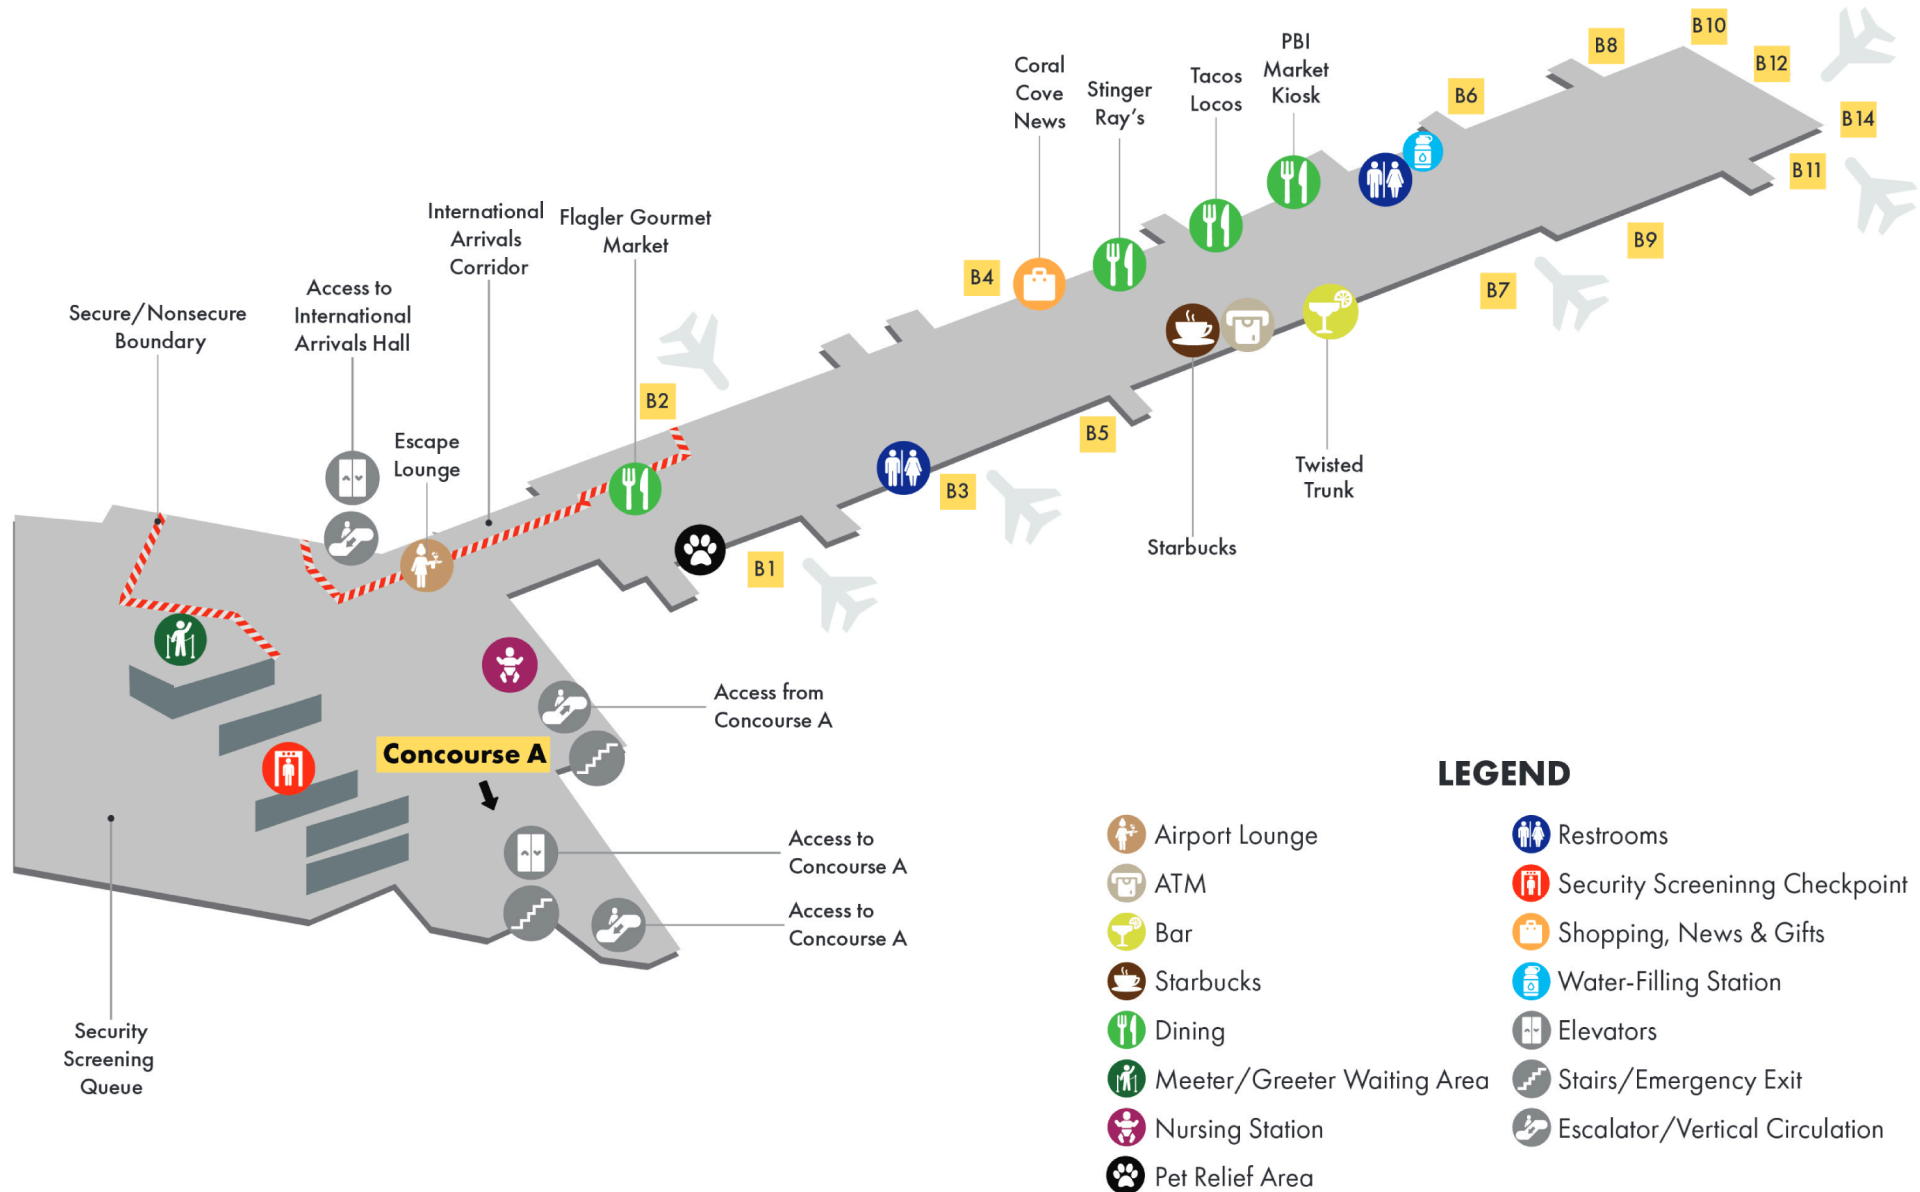 B10
B8
PBI
Market
Kiosk
B12
Coral
Cove
News
Stinger
Ray's
Tacos
Locos
B6
B14
B11
International
Arrivals
Corridor
Flagler Gourmet
Market
B9
B4
B7
Access to
International
Arrivals Hall
Secure/Nonsecure
Boundary
B2
Escape
Lounge
B5
Twisted
Trunk
B3
Starbucks
B1
Access from
Concourse A
Concourse A
Access to
Concourse A
Access to
Concourse A
Security
Screening
Queue
LEGEND
Airport Lounge
ATM
Bar
Starbucks
Dining
Meeter/Greeter Waiting Area
Nursing Station
Pet Relief Area
Restrooms
Security Screeninng Checkpoint
Shopping, News & Gifts
Water-Filling Station
Elevators
Stairs/Emergency Exit
Escalator/Vertical Circulation